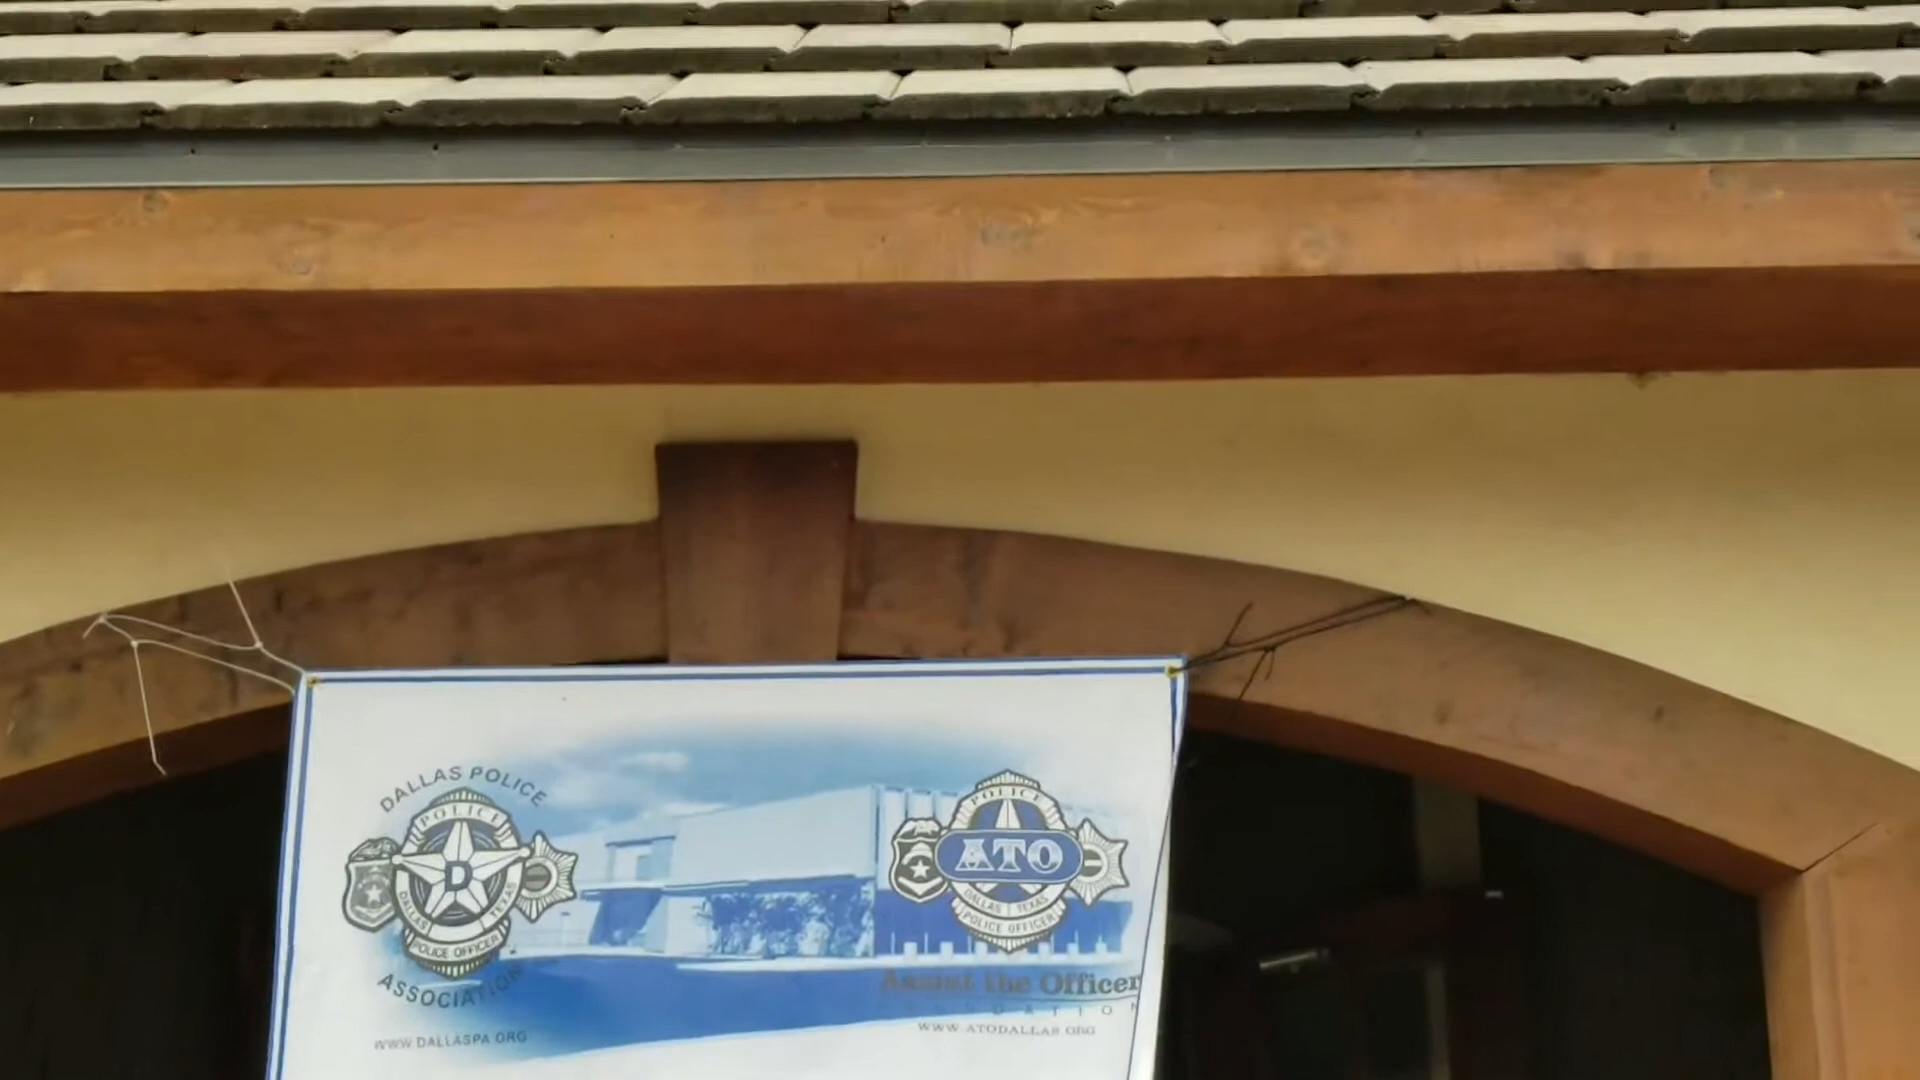 DALLAS POLICE
POLICE
D
DALLAS TEXAS
POLICE OFFICER
ASSOCIATION
WWW.DALLASPA.ORG
POLICE
ATO
DALLAS TEXAS
POLICE OFFICER
Assist the Officer
FOUNDATION
WWW.ATODALLAS.ORG